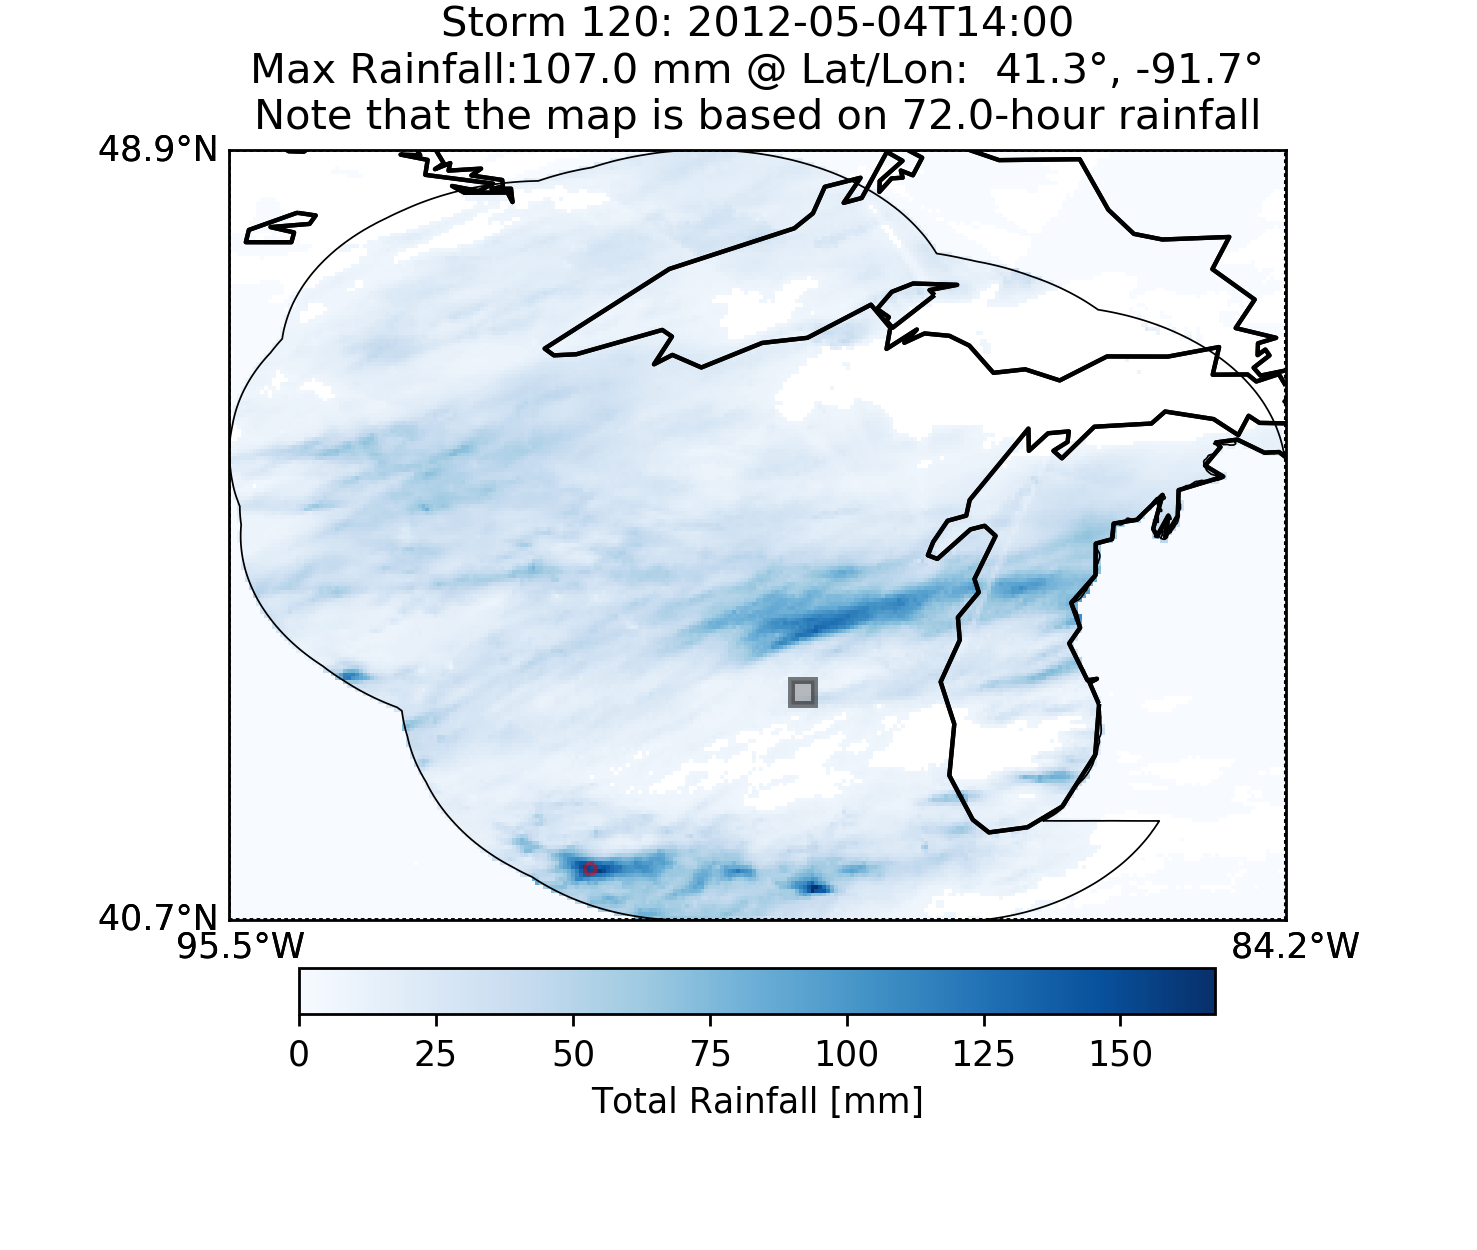 Storm 120: 2012-05-04T14:00
Max Rainfall:107.0 mm @ Lat/Lon:  41.3°, -91.7°
Note that the map is based on 72.0-hour rainfall
48.9°N
40.7°N
95.5°W 84.2°W
0 25 50 75 100 125 150
Total Rainfall [mm]